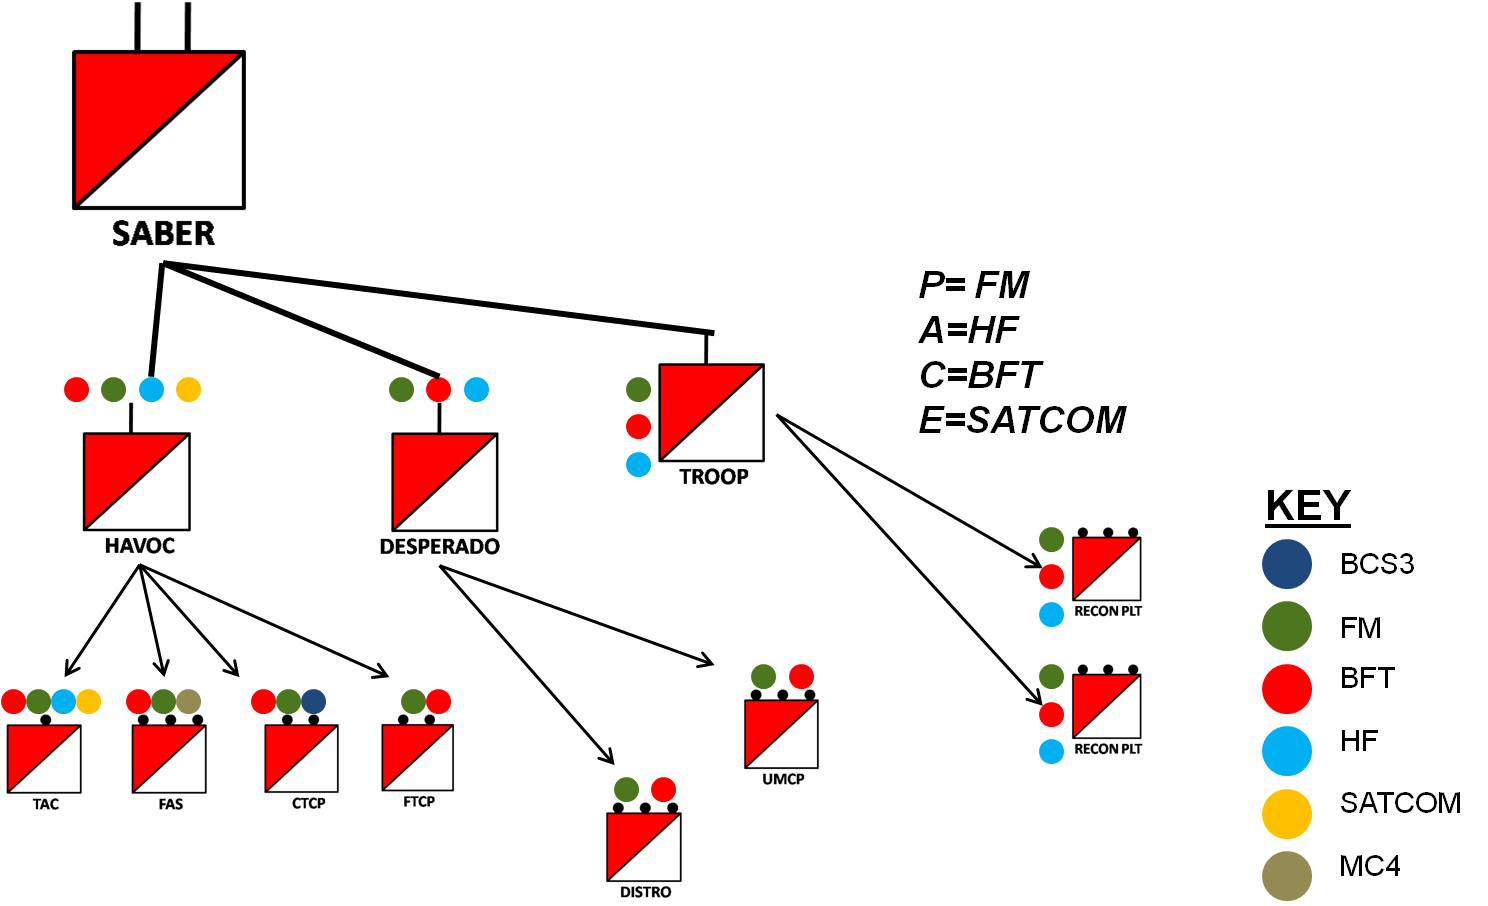 SABER
P= FM
A=HF
C=BFT
E=SATCOM
TROOP
HAVOC
DESPERADO
KEY
BCS3
FM
BFT
HF
SATCOM
MC4
RECON PLT
RECON PLT
TAC
FAS
CTCP
FTCP
UMCP
DISTRO